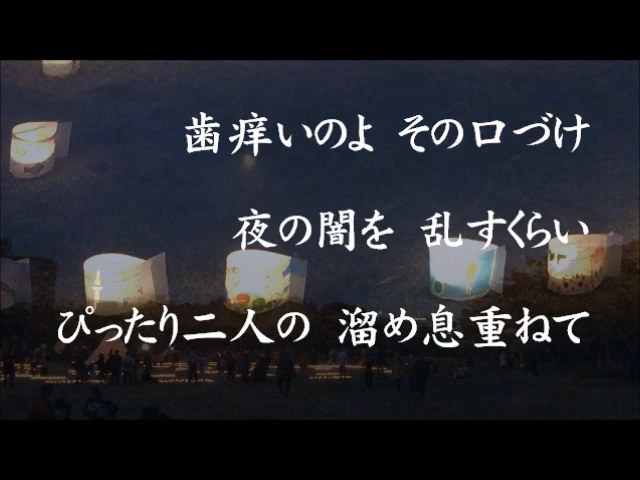 歯痒いのよ その口づけ
夜の闇を 乱すくらい
ぴったり二人の 溜め息重ねて